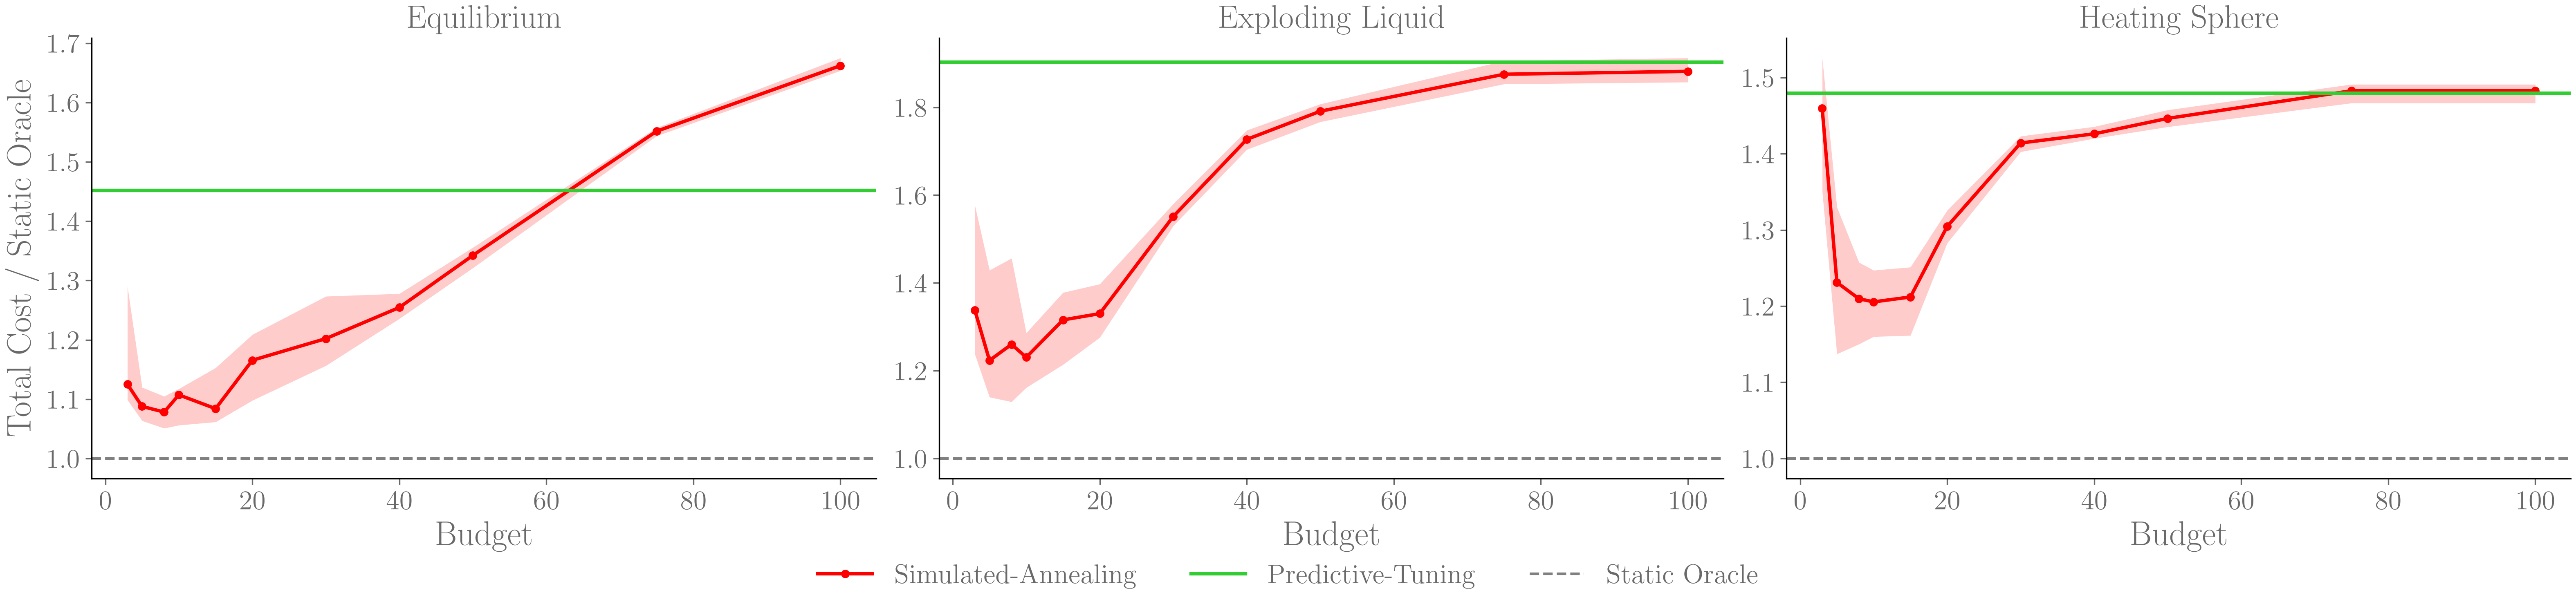 Equilibrium
Exploding Liquid
Heating Sphere
Total Cost / Static Oracle
1.7
1.6
1.5
1.4
1.3
1.2
1.1
1.0
0 20 40 60 80 100
Budget
1.8
1.6
1.4
1.2
1.0
0 20 40 60 80 100
Budget
1.5
1.4
1.3
1.2
1.1
1.0
0 20 40 60 80 100
Budget
Simulated-Annealing Predictive-Tuning Static Oracle